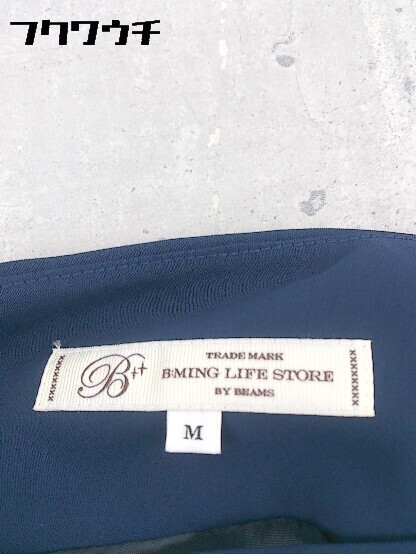 フクワウチ
B++
TRADE MARK
B:MING LIFE STORE
BY BEAMS
M